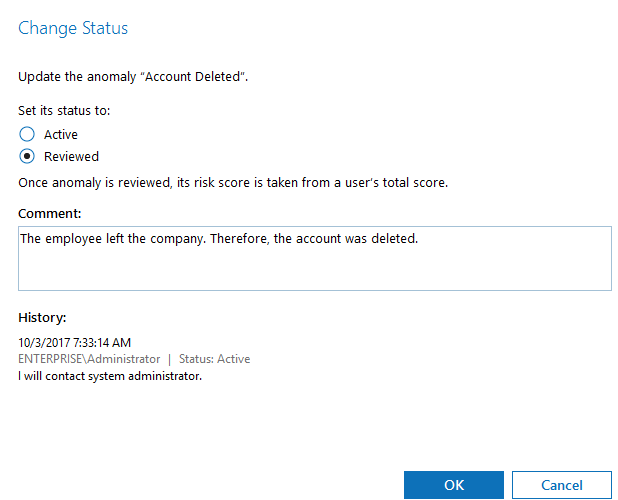 Change Status
Update the anomaly “Account Deleted”.
Set its status to:
Active
Reviewed
Once anomaly is reviewed, its risk score is taken from a user’s total score.
Comment:
The employee left the company. Therefore, the account was deleted.
History:
10/3/2017 7:33:14 AM
ENTERPRISE\Administrator | Status: Active
I will contact system administrator.
OK Cancel